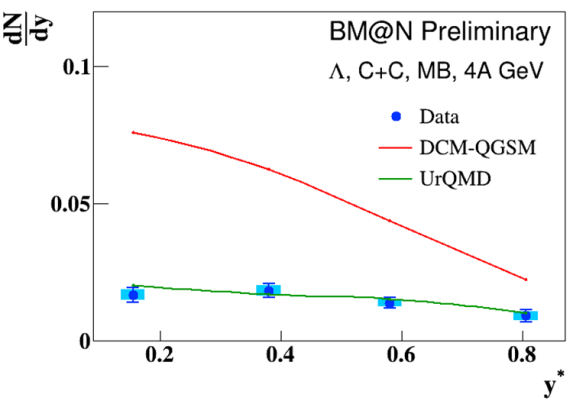 dN
dy
BM@N Preliminary
Λ, C+C, MB, 4A GeV
Data
DCM-QGSM
UrQMD
0.1
0.05
0
0.2 0.4 0.6 0.8
y*